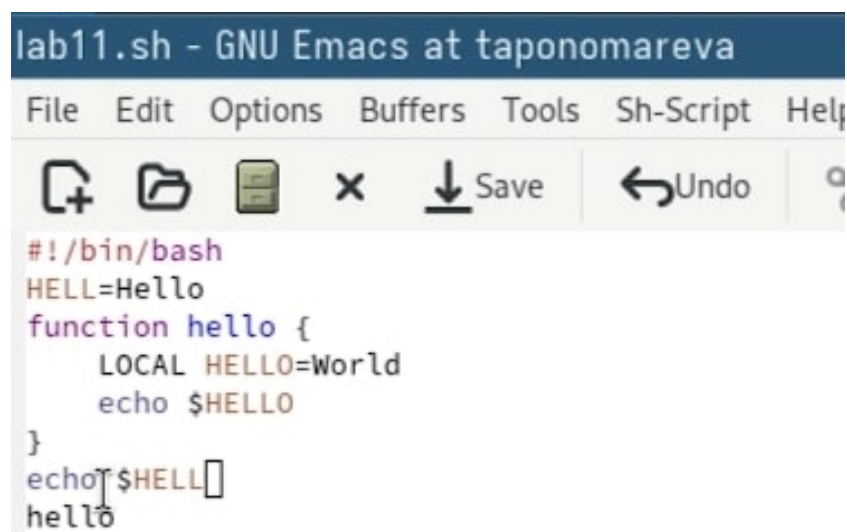 lab11.sh - GNU Emacs at taponomareva
File Edit Options Buffers Tools Sh-Script Help
Save Undo
#!/bin/bash
HELL=Hello
function hello {
    LOCAL HELLO=World
    echo $HELLO
}
echo $HELL
hello